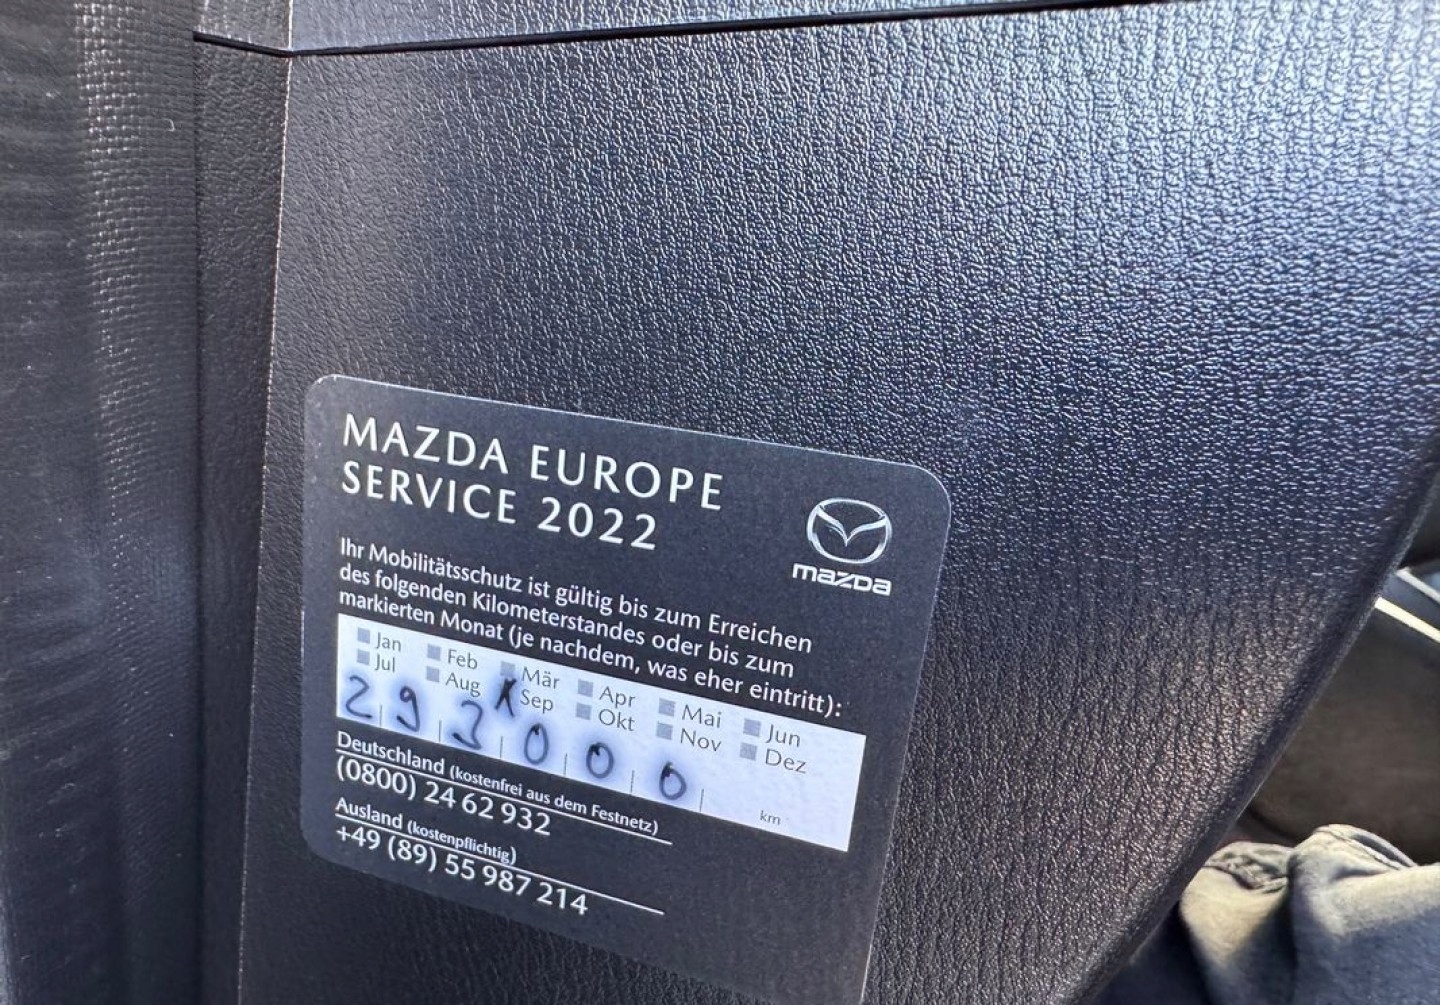 MAZDA EUROPE
SERVICE 2022
mazda
Ihr Mobilitätsschutz ist gültig bis zum Erreichen
des folgenden Kilometerstandes oder bis zum
markierten Monat (je nachdem, was eher eintritt):
Jan Feb Mär Apr Mai Jun
Jul Aug X Sep Okt Nov Dez
293000 km
Deutschland (kostenfrei aus dem Festnetz)
(0800) 24 62 932
Ausland (kostenpflichtig)
+49 (89) 55 987 214